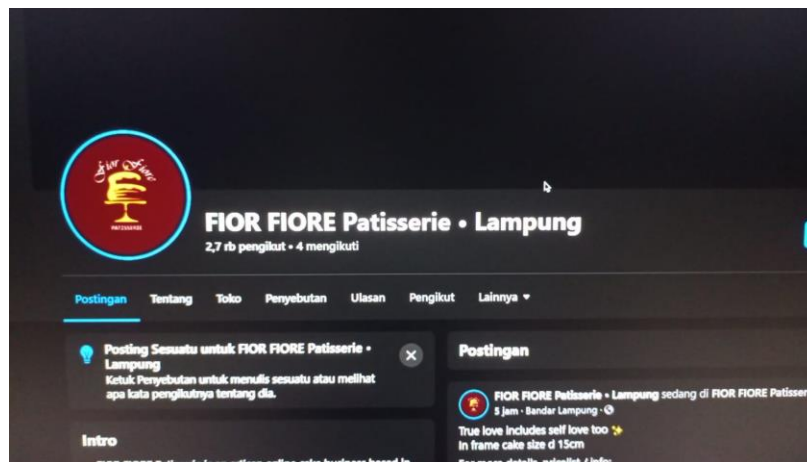 Fior Fiore
PATISSERIE
FIOR FIORE Patisserie • Lampung
2,7 rb pengikut • 4 mengikuti
Postingan Tentang Toko Penyebutan Ulasan Pengikut Lainnya
Posting Sesuatu untuk FIOR FIORE Patisserie •
Lampung
Ketuk Penyebutan untuk menulis sesuatu atau melihat
apa kata pengikutnya tentang dia.
Intro
Postingan
FIOR FIORE Patisserie • Lampung sedang di FIOR FIORE Patisser
5 jam · Bandar Lampung ·
True love includes self love too ✨
In frame cake size d 15cm